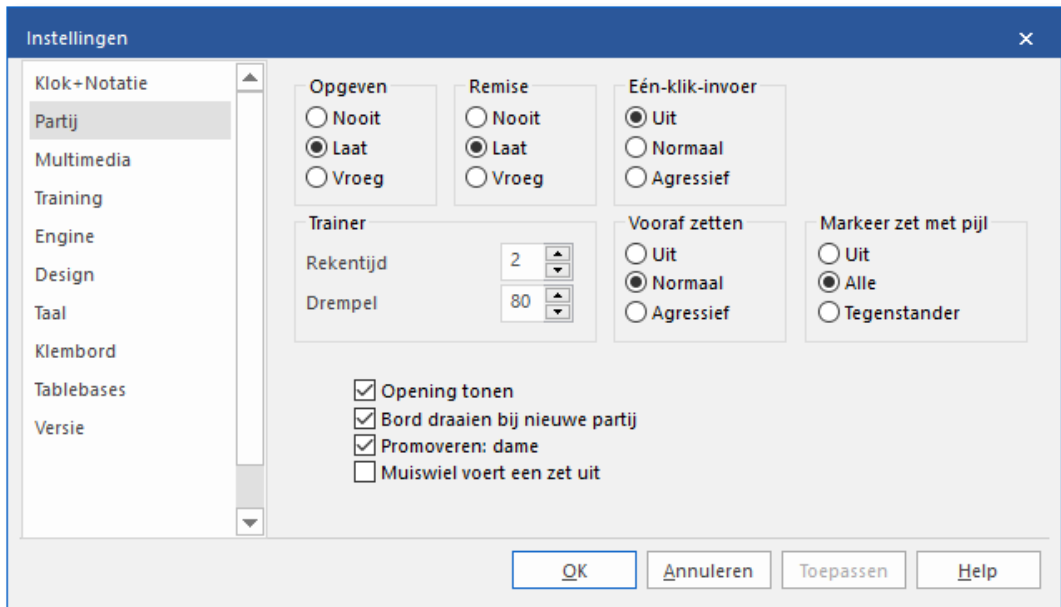 Instellingen
Klok+Notatie
Partij
Multimedia
Training
Engine
Design
Taal
Klembord
Tablebases
Versie
Opgeven
Nooit
Laat
Vroeg
Remise
Nooit
Laat
Vroeg
Eén-klik-invoer
Uit
Normaal
Agressief
Trainer
Rekentijd 2
Drempel 80
Vooraf zetten
Uit
Normaal
Agressief
Markeer zet met pijl
Uit
Alle
Tegenstander
Opening tonen
Bord draaien bij nieuwe partij
Promoveren: dame
Muiswiel voert een zet uit
OK Annuleren Toepassen Help